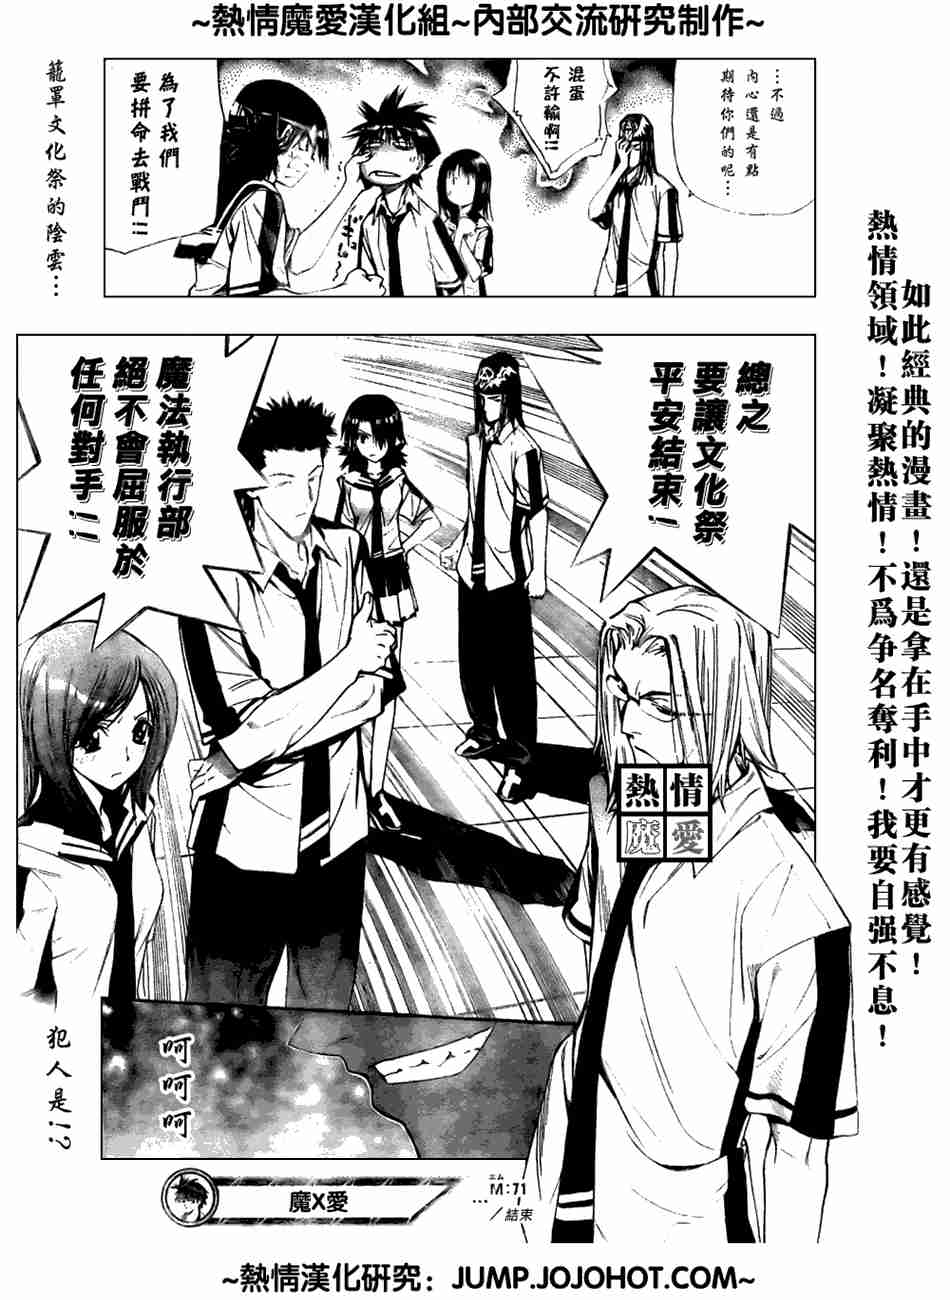 ~熱情魔愛漢化組~內部交流研究制作~
…不過
內心還是有點
期待你們的呢…
混蛋
不許輸啊!!
為了我們
要拼命去戰鬥!!
籠罩文化祭的陰雲…
如此經典的漫畫！還是拿在手中才更有感覺！
熱情領域！凝聚熱情！不爲争名奪利！我要自强不息！
總之
要讓文化祭
平安結束!
魔法執行部
絕不會屈服於
任何對手!!
熱情
魔愛
呵呵呵
犯人是!?
魔X愛
エム
M:71
…／結束
~熱情漢化研究：JUMP.JOJOHOT.COM~